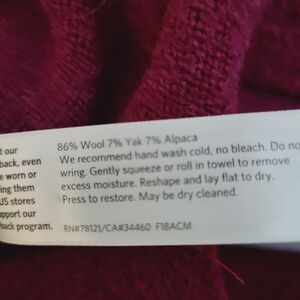 t our
back, even
e worn or
ing them
US stores
upport our
back program.
86% Wool 7% Yak 7% Alpaca
We recommend hand wash cold, no bleach. Do no
wring. Gently squeeze or roll in towel to remove
excess moisture. Reshape and lay flat to dry.
Press to restore. May be dry cleaned.
RN#78121/CA#34460 F18ACM